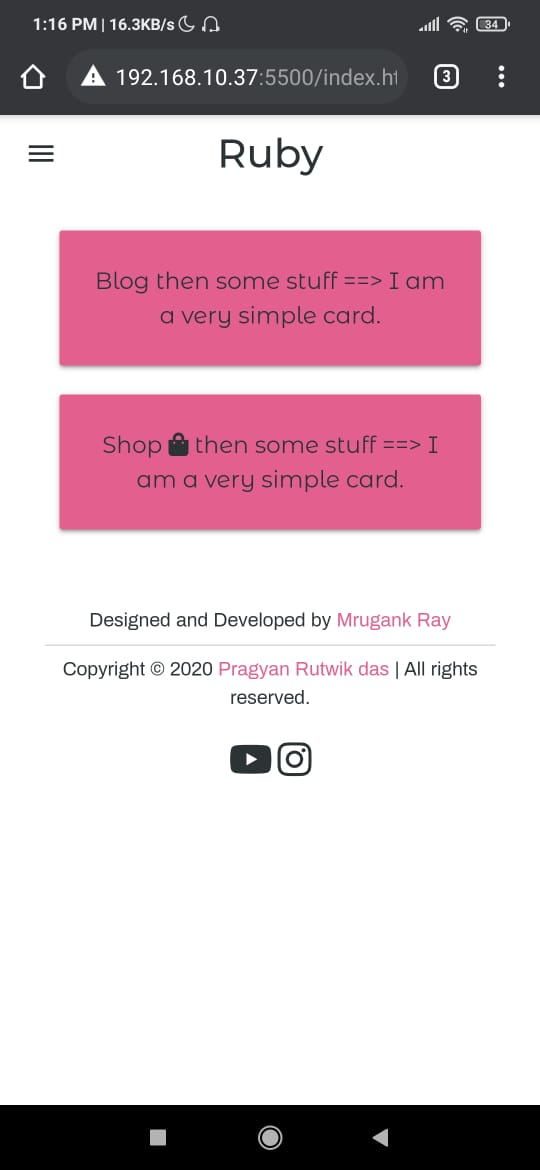 1:16 PM | 16.3KB/s
34
192.168.10.37:5500/index.ht
3
Ruby
Blog then some stuff ==> I am
a very simple card.
Shop then some stuff ==> I
am a very simple card.
Designed and Developed by Mrugank Ray
Copyright © 2020 Pragyan Rutwik das | All rights
reserved.